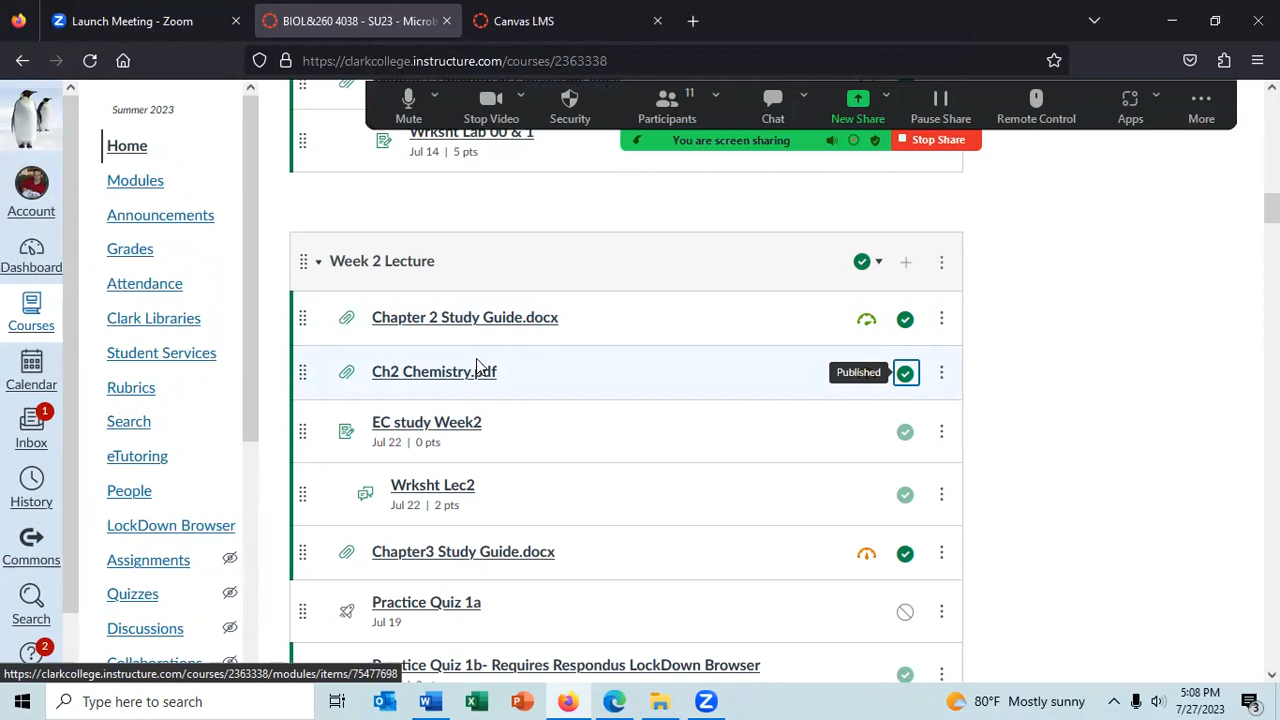 Launch Meeting - Zoom
BIOL&260 4038 - SU23 - Microb
Canvas LMS
https://clarkcollege.instructure.com/courses/2363338
Mute
Stop Video
Security
11
Participants
Chat
New Share
Pause Share
Remote Control
Apps
More
You are screen sharing
Stop Share
Account
Dashboard
Courses
Calendar
1
Inbox
History
Commons
Search
2
Summer 2023
Home
Modules
Announcements
Grades
Attendance
Clark Libraries
Student Services
Rubrics
Search
eTutoring
People
LockDown Browser
Assignments
Quizzes
Discussions
Collaborations
Wrksht Lab 00 & 1
Jul 14 | 5 pts
Week 2 Lecture
Chapter 2 Study Guide.docx
Ch2 Chemistry.pdf
Published
EC study Week2
Jul 22 | 0 pts
Wrksht Lec2
Jul 22 | 2 pts
Chapter3 Study Guide.docx
Practice Quiz 1a
Jul 19
Practice Quiz 1b- Requires Respondus LockDown Browser
https://clarkcollege.instructure.com/courses/2363338/modules/items/75477698
Type here to search
80°F Mostly sunny
5:08 PM
7/27/2023
3